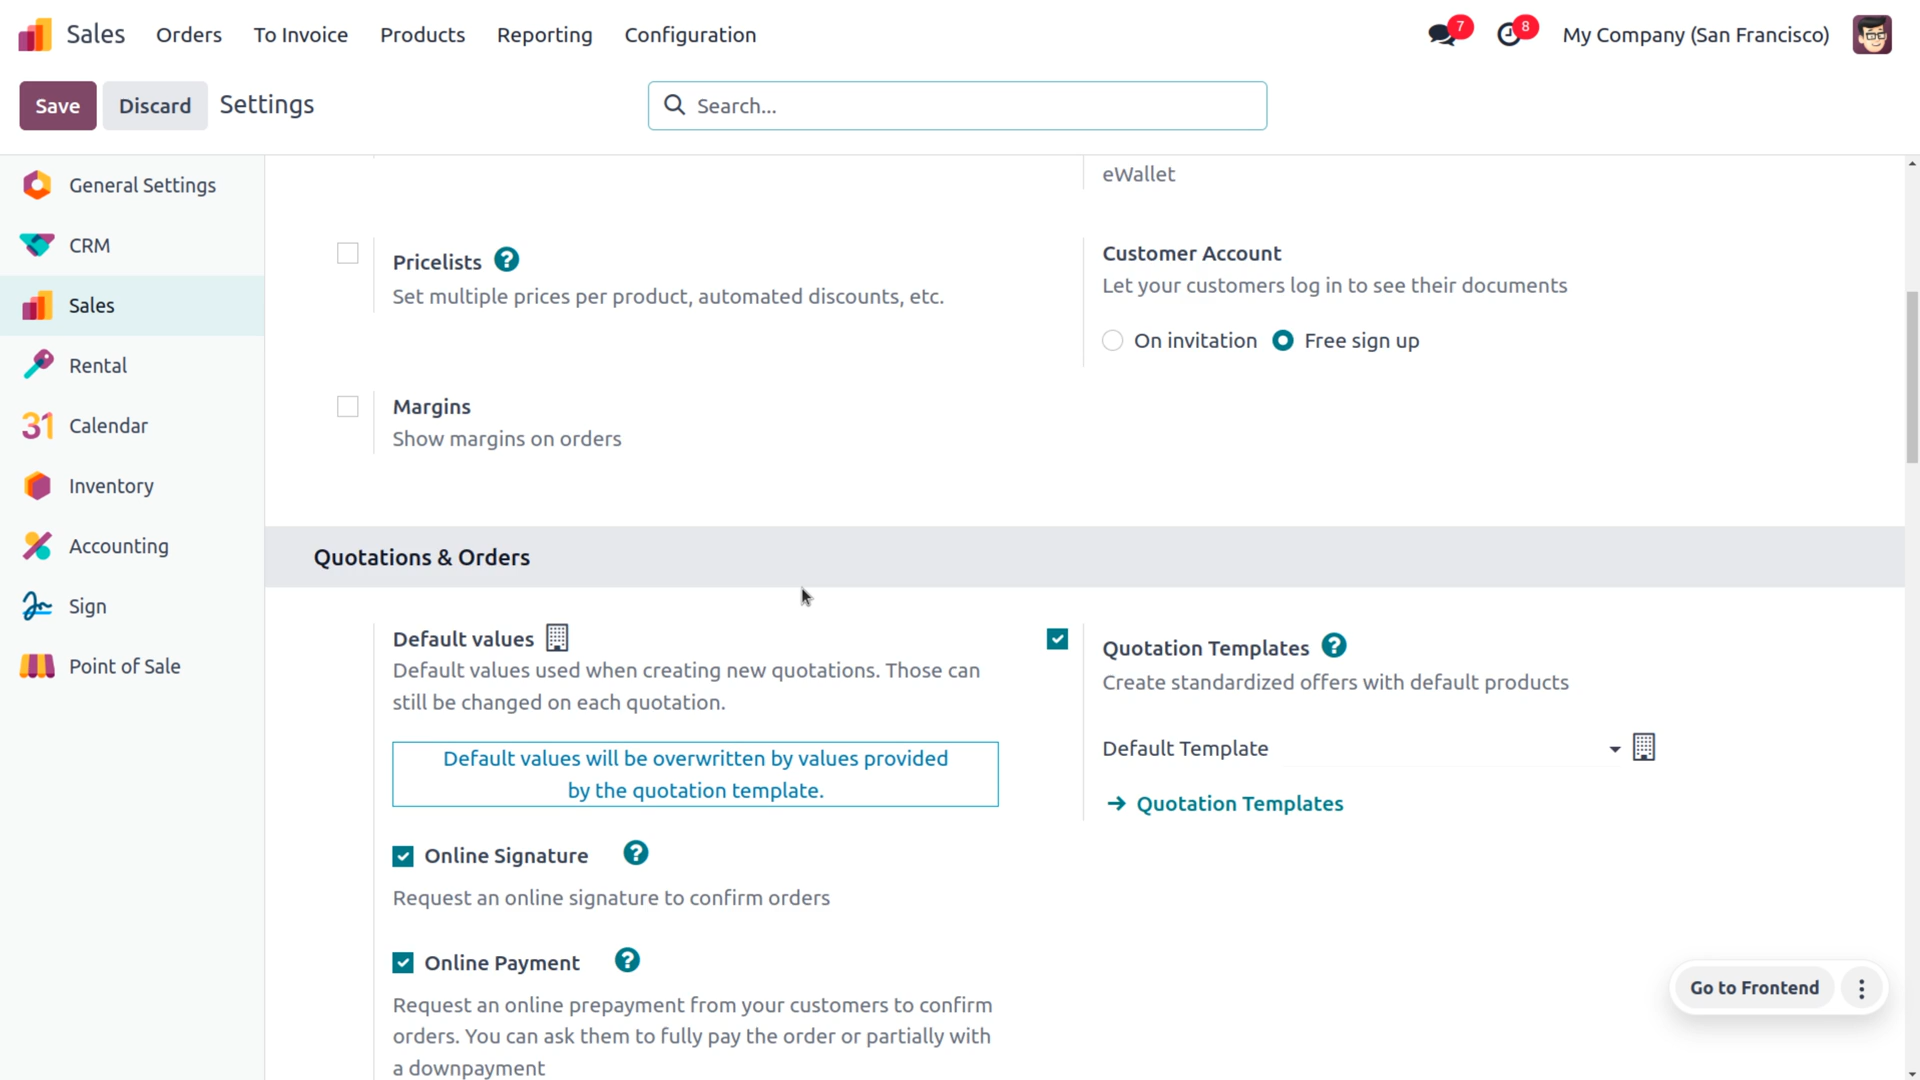 Sales
Orders
To Invoice
Products
Reporting
Configuration
7
8
My Company (San Francisco)
Save
Discard
Settings
Search...
General Settings
CRM
Sales
Rental
31 Calendar
Inventory
Accounting
Sign
Point of Sale
eWallet
Pricelists ?
Set multiple prices per product, automated discounts, etc.
Customer Account
Let your customers log in to see their documents
On invitation
Free sign up
Margins
Show margins on orders
Quotations & Orders
Default values
Default values used when creating new quotations. Those can
still be changed on each quotation.
Default values will be overwritten by values provided
by the quotation template.
Online Signature ?
Request an online signature to confirm orders
Online Payment ?
Request an online prepayment from your customers to confirm
orders. You can ask them to fully pay the order or partially with
a downpayment
Quotation Templates ?
Create standardized offers with default products
Default Template
Quotation Templates
Go to Frontend